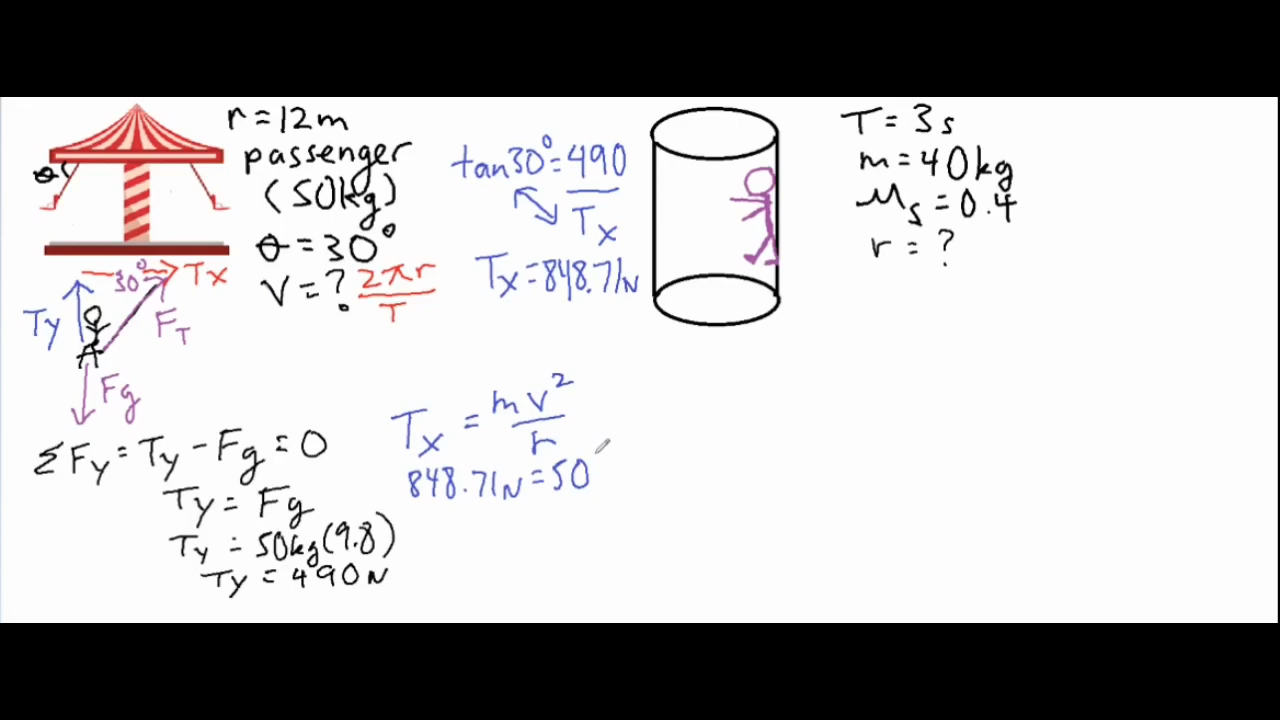 r = 12m
passenger
(50kg)
θ = 30°
v = ? 2πr/T
θ
30° Tx
Ty
FT
Fg
ΣFy = Ty - Fg = 0
Ty = Fg
Ty = 50kg(9.8)
Ty = 490N
tan30° = 490/Tx
Tx = 848.71N
Tx = mv²/r
848.71N = 50
T = 3s
m = 40kg
μs = 0.4
r = ?